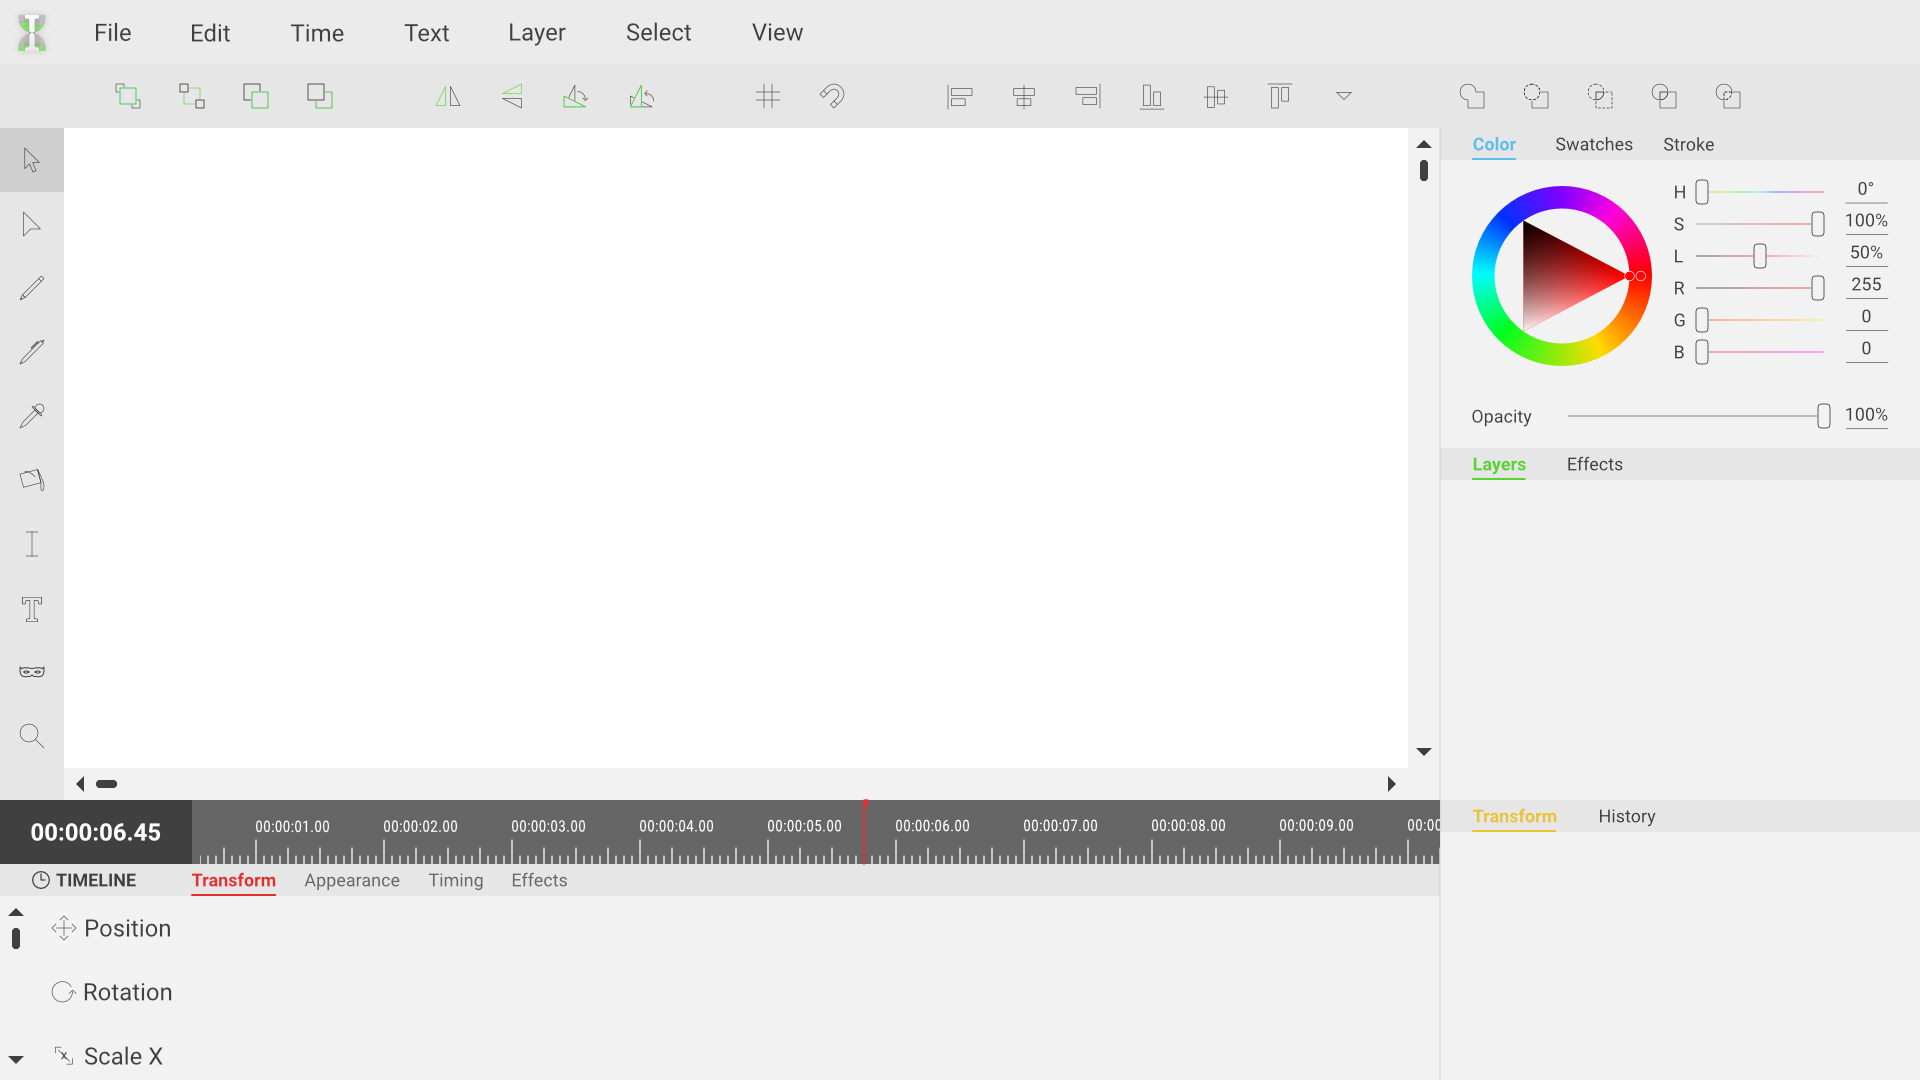 File Edit Time Text Layer Select View
Color Swatches Stroke
H 0°
S 100%
L 50%
R 255
G 0
B 0
Opacity 100%
Layers Effects
00:00:06.45
00:00:01.00 00:00:02.00 00:00:03.00 00:00:04.00 00:00:05.00 00:00:06.00 00:00:07.00 00:00:08.00 00:00:09.00 00:00
Transform History
TIMELINE Transform Appearance Timing Effects
Position
Rotation
Scale X